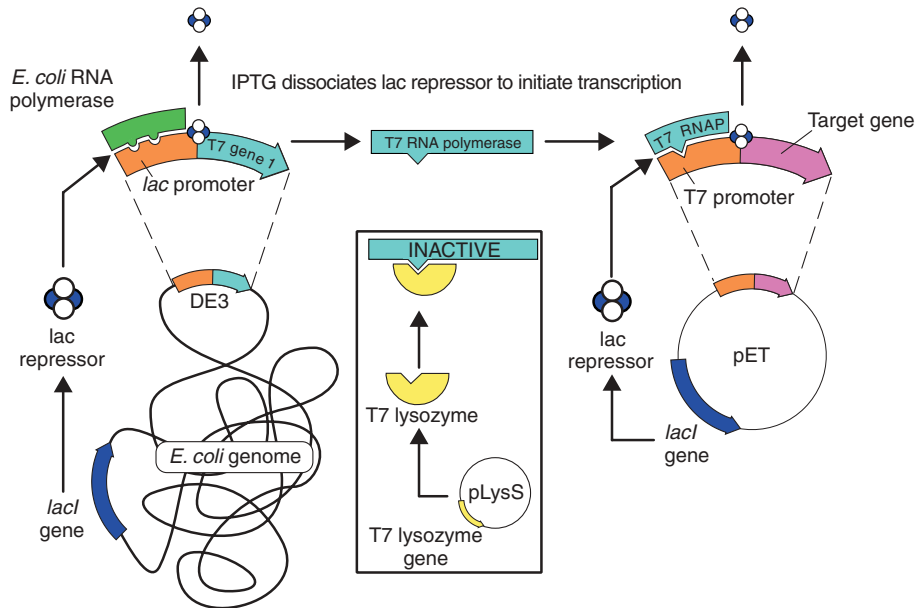 E. coli RNA
polymerase
IPTG dissociates lac repressor to initiate transcription
T7 gene 1
lac promoter
T7 RNA polymerase
T7 RNAP
Target gene
T7 promoter
DE3
lac
repressor
E. coli genome
lacI
gene
INACTIVE
T7 lysozyme
pLysS
T7 lysozyme
gene
lac
repressor
pET
lacI
gene